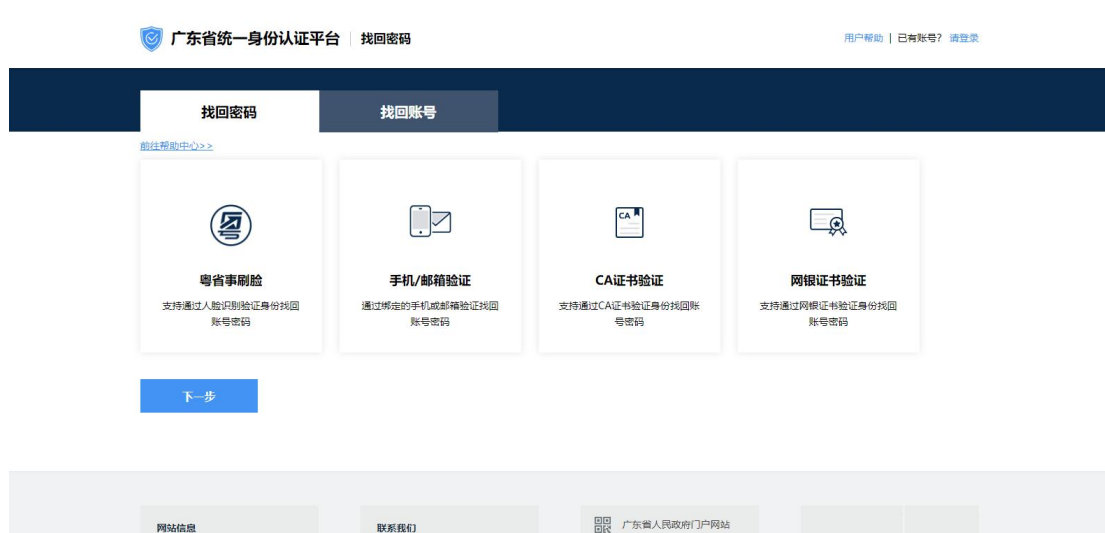 广东省统一身份认证平台 找回密码
用户帮助 | 已有账号? 请登录
找回密码
找回账号
前往帮助中心>>
粤省事刷脸
支持通过人脸识别验证身份找回
账号密码
手机/邮箱验证
通过绑定的手机或邮箱验证找回
账号密码
CA
CA证书验证
支持通过CA证书验证身份找回账
号密码
网银证书验证
支持通过网银证书验证身份找回
账号密码
下一步
网站信息
联系我们
广东省人民政府门户网站